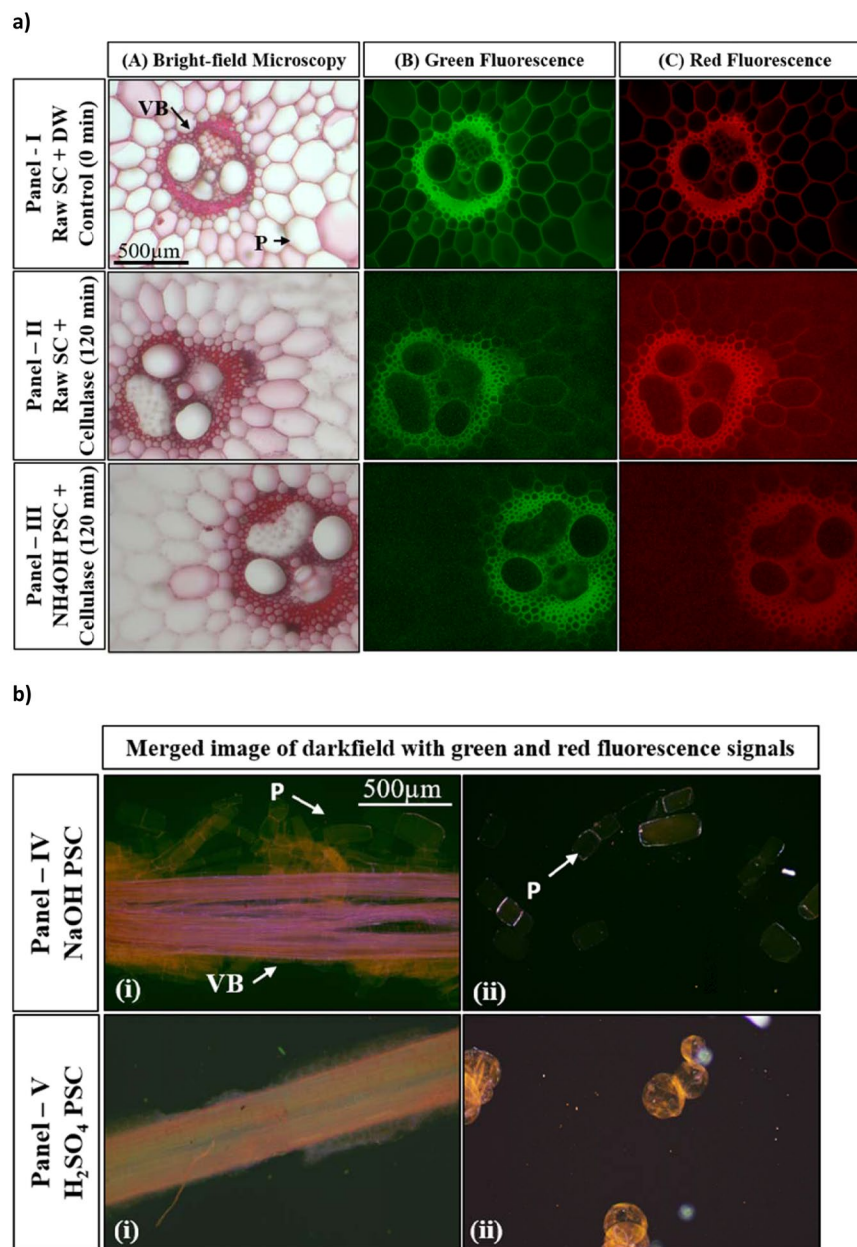 a)
(A) Bright-field Microscopy
(B) Green Fluorescence
(C) Red Fluorescence
Panel - I
Raw SC + DW
Control (0 min)
VB
P
500µm
Panel – II
Raw SC +
Cellulase (120 min)
Panel – III
NH4OH PSC +
Cellulase (120 min)
b)
Merged image of darkfield with green and red fluorescence signals
Panel – IV
NaOH PSC
P
500µm
VB
(i)
P
(ii)
Panel – V
H₂SO₄ PSC
(i)
(ii)